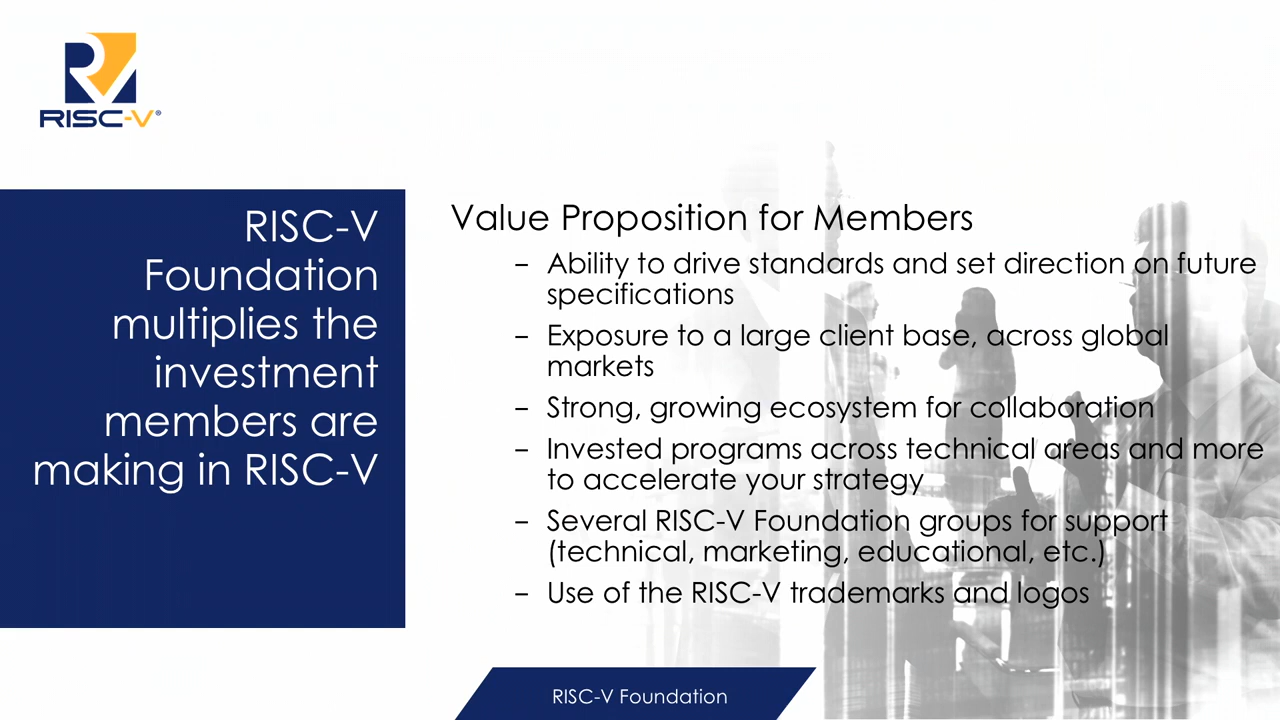 RISC-V®
RISC-V
Foundation
multiplies the
investment
members are
making in RISC-V
Value Proposition for Members
– Ability to drive standards and set direction on future
specifications
– Exposure to a large client base, across global
markets
– Strong, growing ecosystem for collaboration
– Invested programs across technical areas and more
to accelerate your strategy
– Several RISC-V Foundation groups for support
(technical, marketing, educational, etc.)
– Use of the RISC-V trademarks and logos
RISC-V Foundation